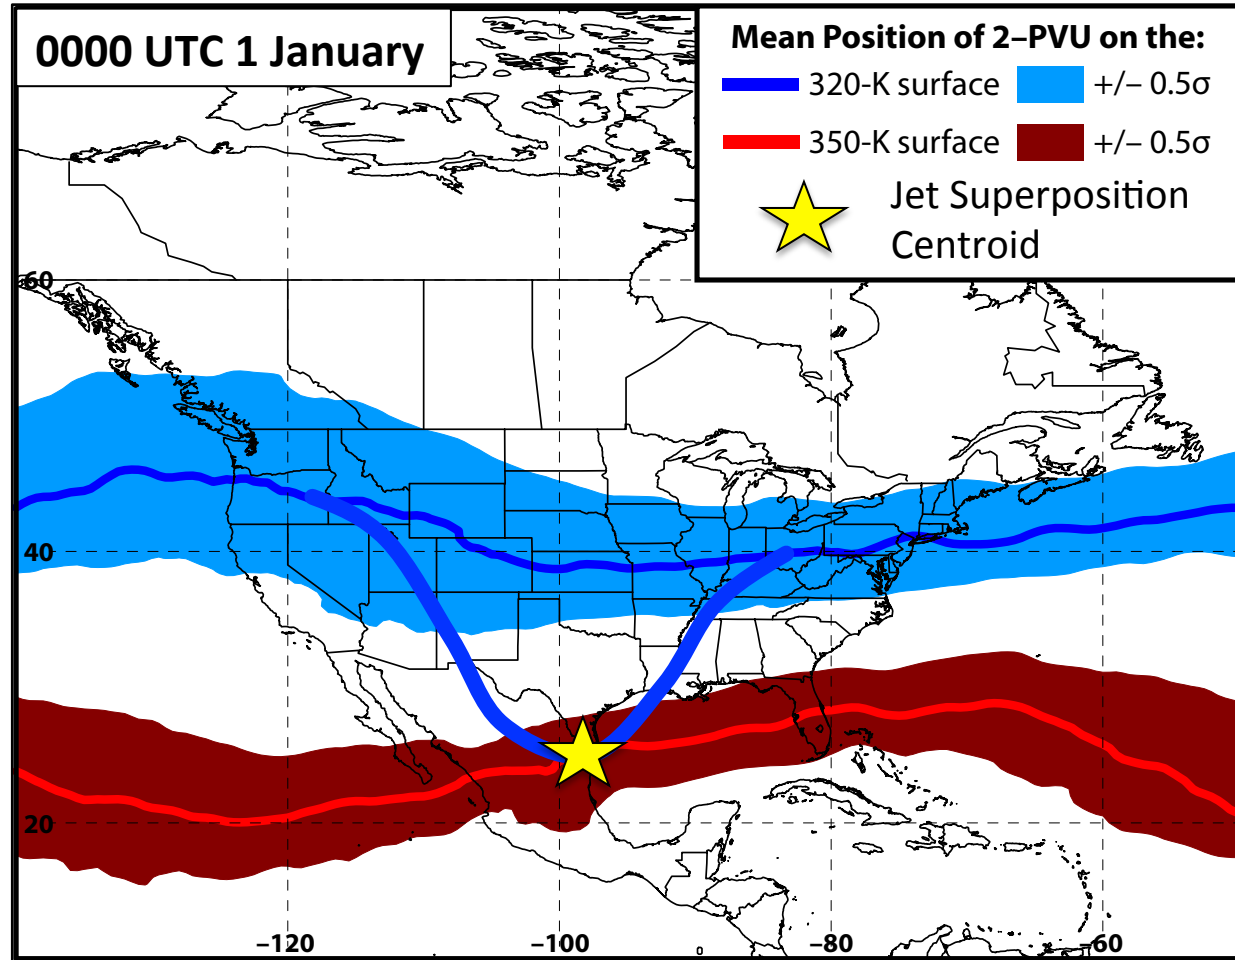 0000 UTC 1 January
Mean Position of 2–PVU on the:
320-K surface +/– 0.5σ
350-K surface +/– 0.5σ
Jet Superposition
Centroid
60
40
20
–120 –100 –80 –60